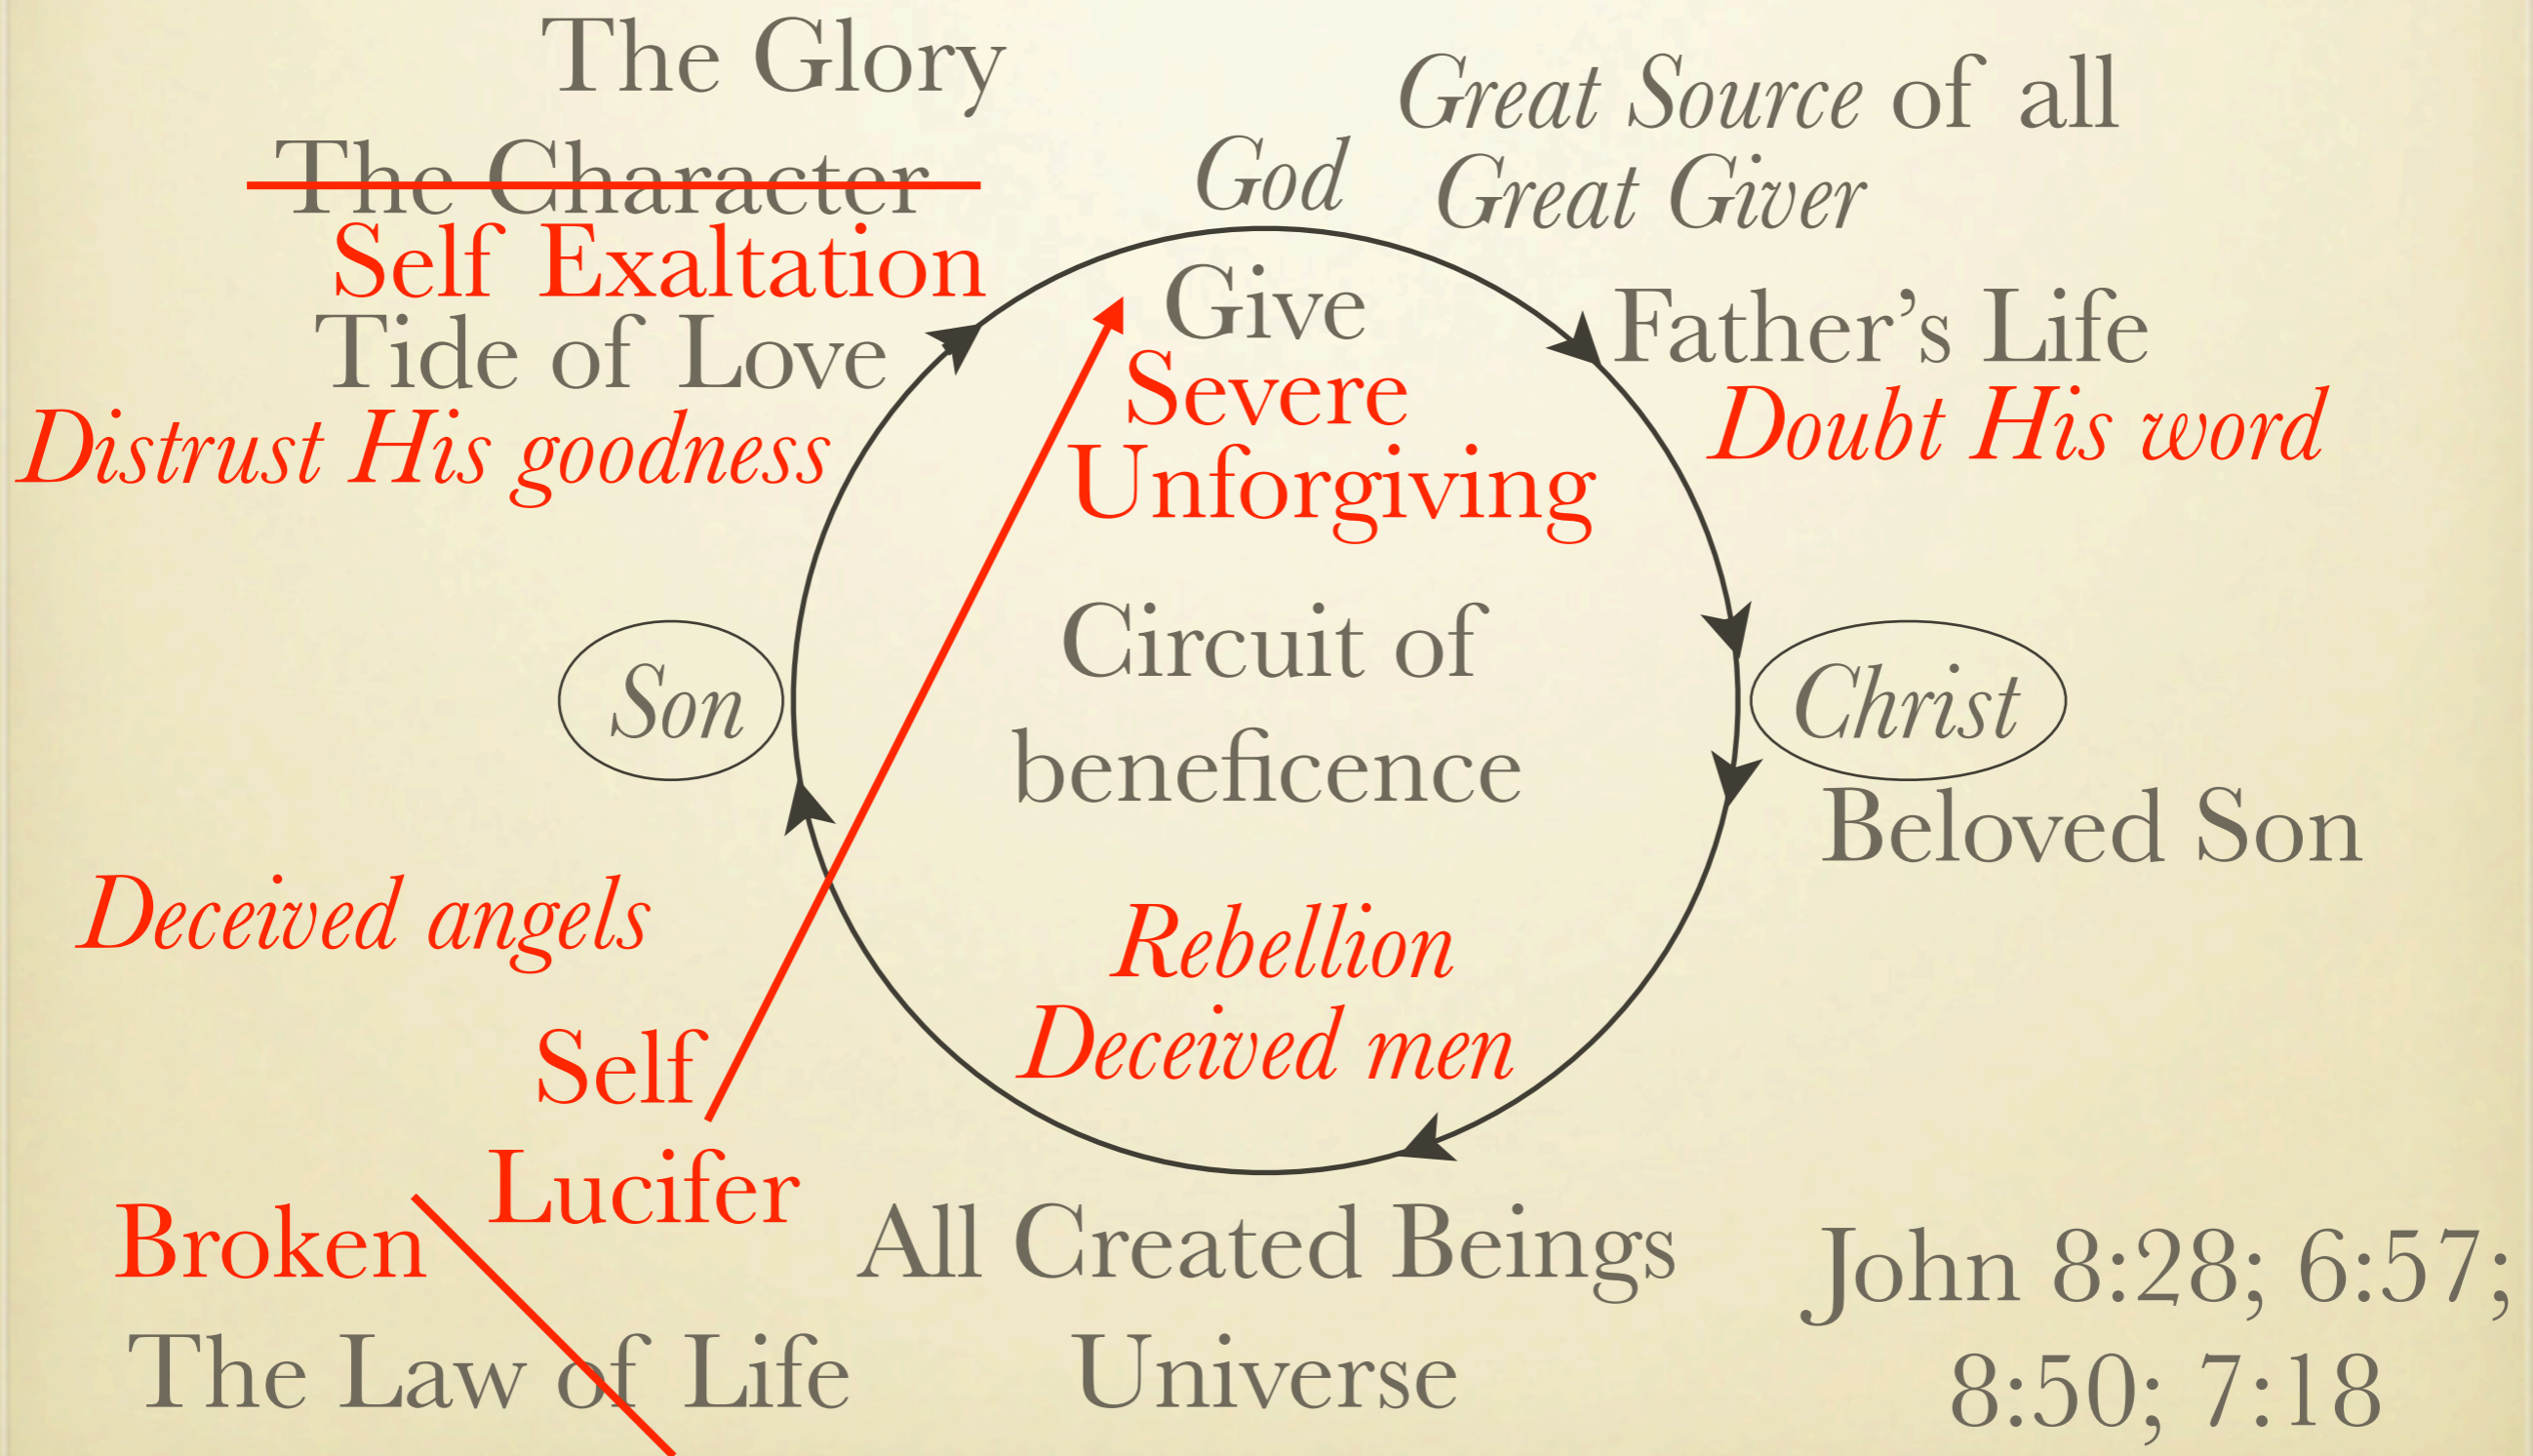 The Glory
Great Source of all
The Character
God
Great Giver
Self Exaltation
Give
Father's Life
Tide of Love
Severe
Doubt His word
Distrust His goodness
Unforgiving
Circuit of
beneficence
Son
Christ
Beloved Son
Deceived angels
Rebellion
Deceived men
Self
Lucifer
Broken
All Created Beings
John 8:28; 6:57;
The Law of Life
Universe
8:50; 7:18